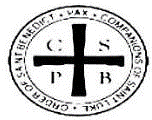 · PAX · COMPANIONS OF SAINT LUKE · ORDER OF SAINT BENEDICT
C S
P B